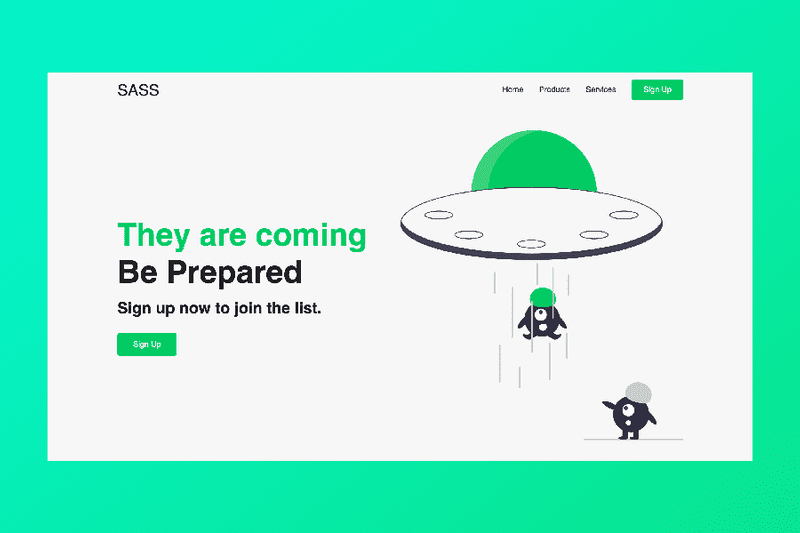 SASS
Home Products Services Sign Up
They are coming
Be Prepared
Sign up now to join the list.
Sign Up